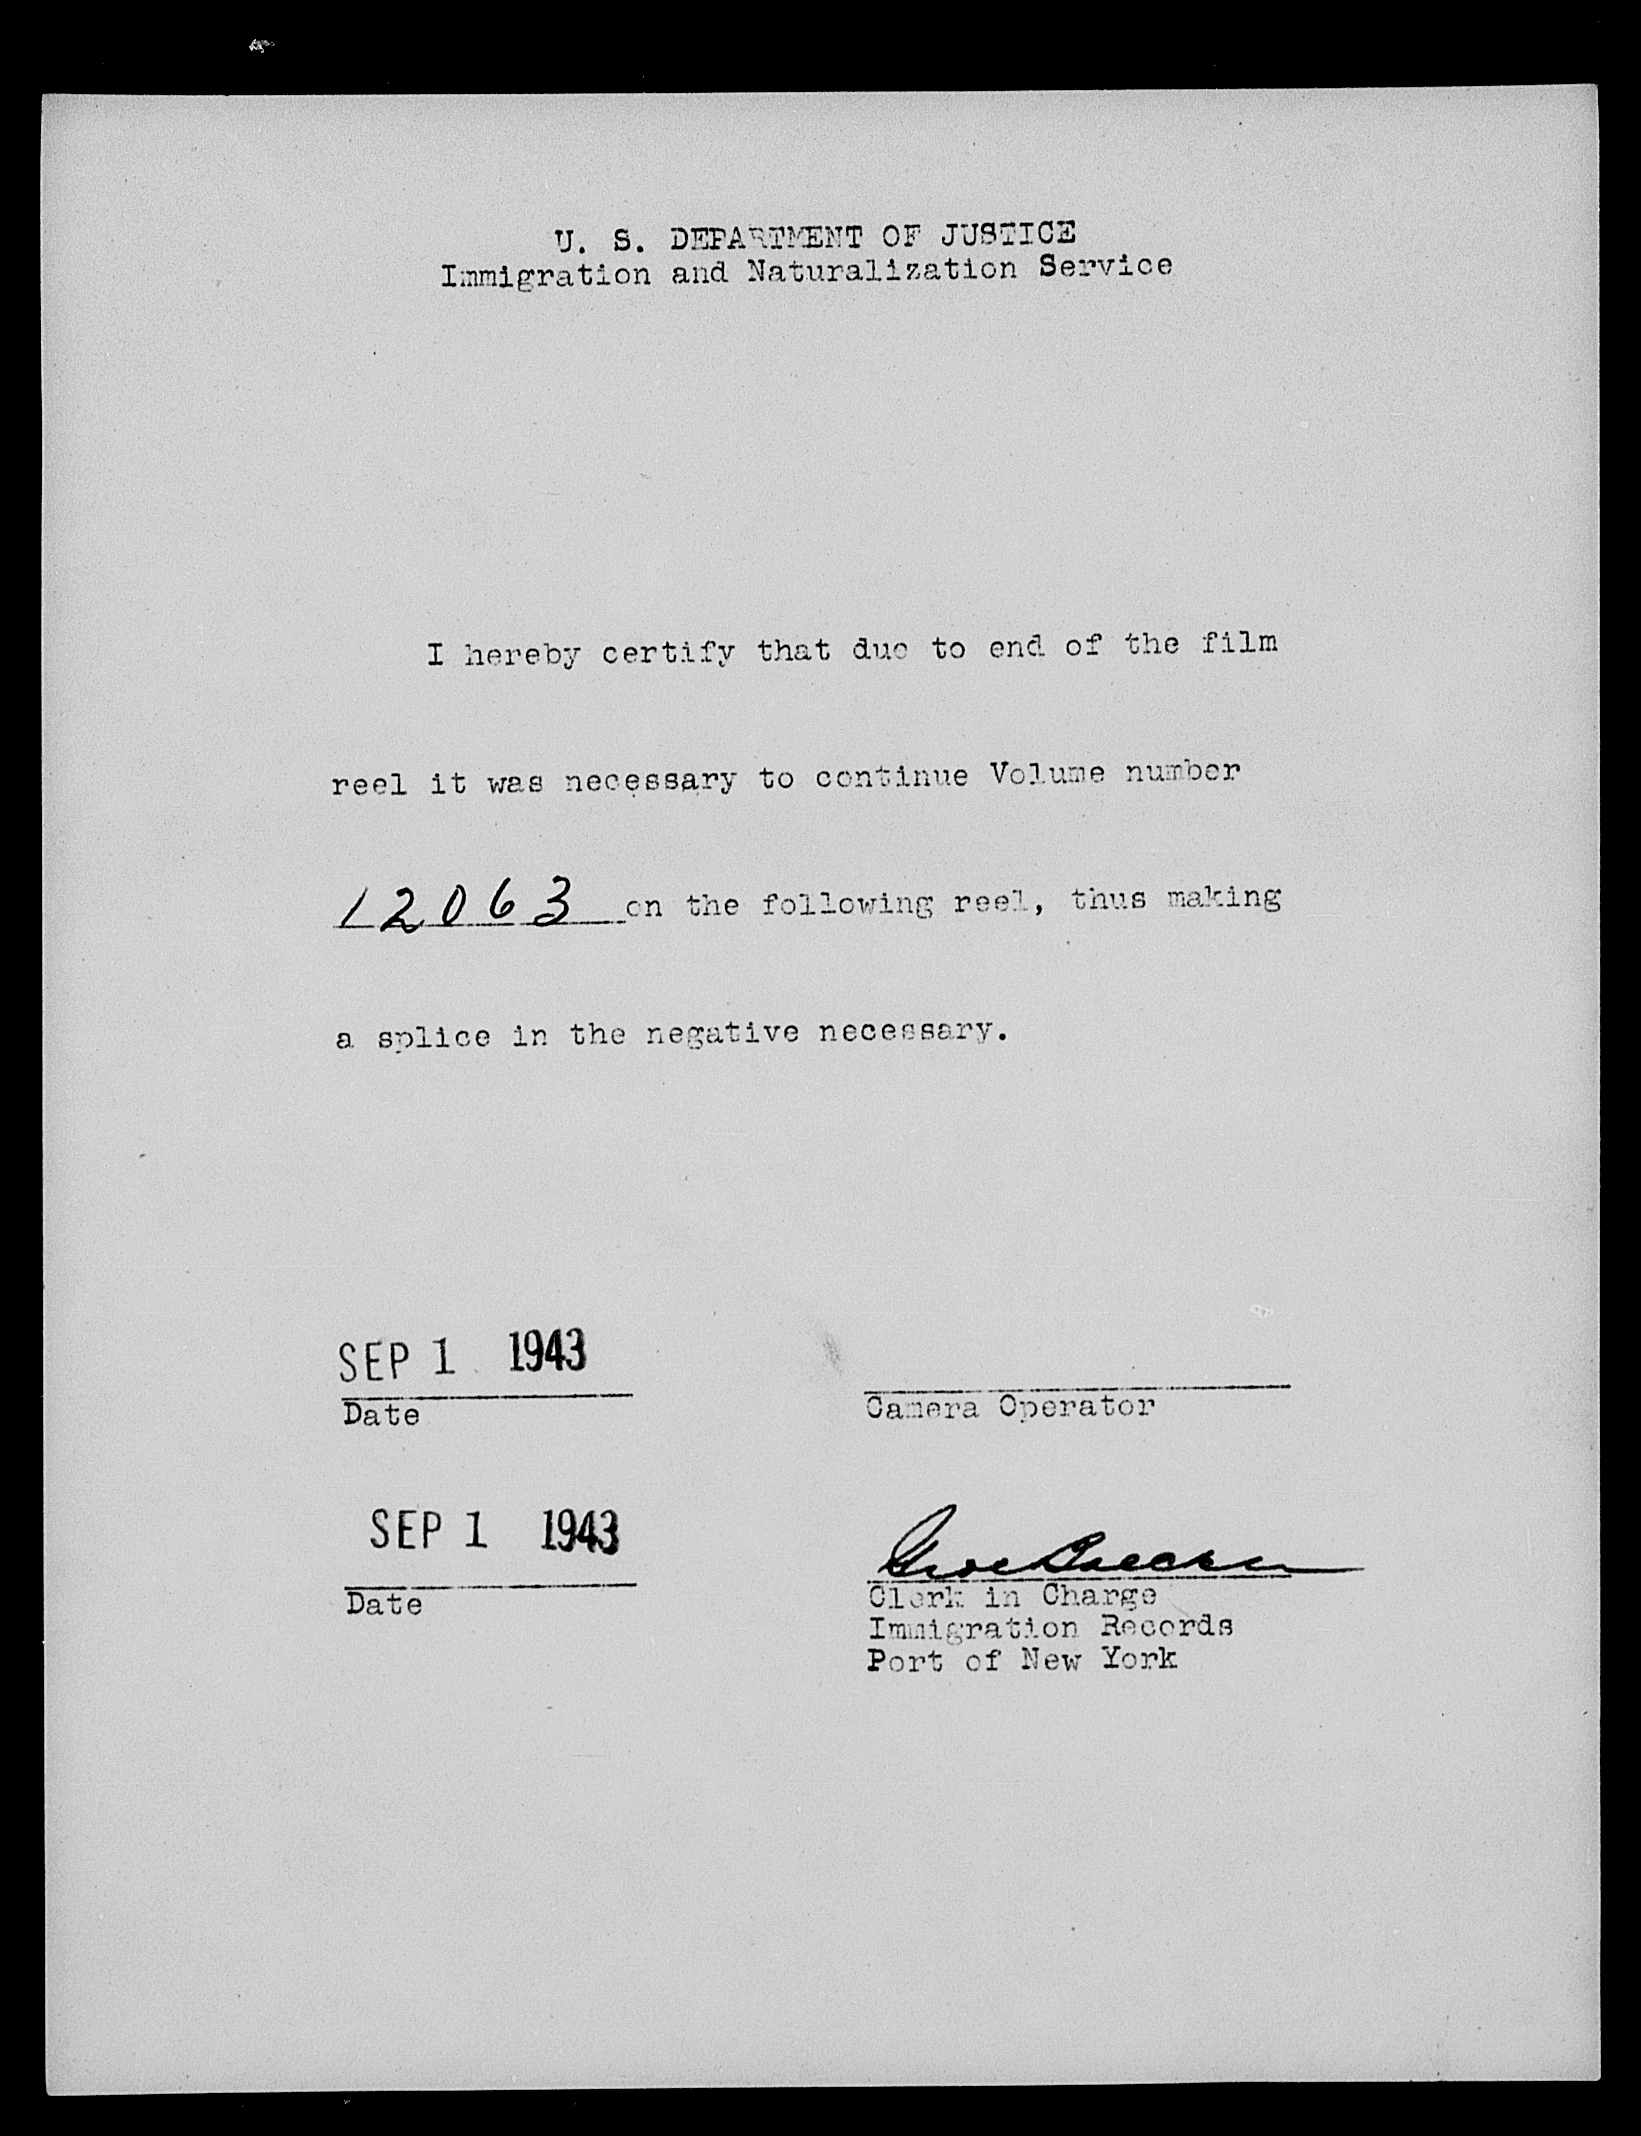 U. S. DEPARTMENT OF JUSTICE
Immigration and Naturalization Service
I hereby certify that due to end of the film
reel it was necessary to continue Volume number
12063 on the following reel, thus making
a splice in the negative necessary.
SEP 1 1943
Date
Camera Operator
SEP 1 1943
Date
Clerk in Charge
Immigration Records
Port of New York